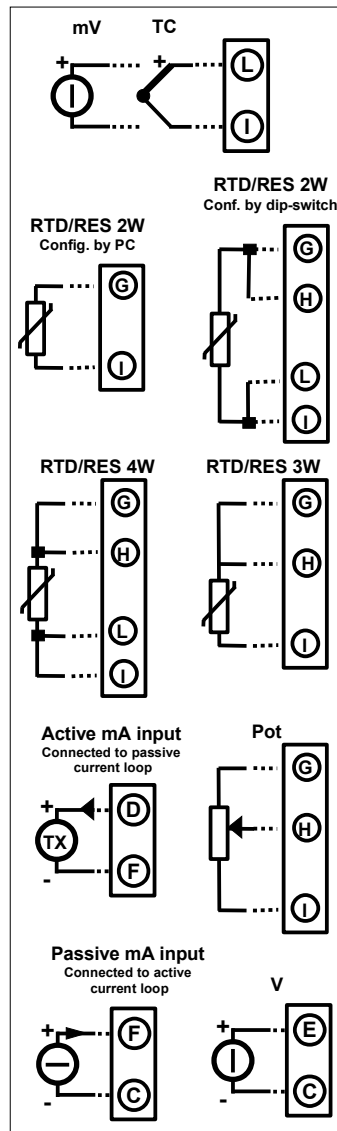 mV TC
+ + L
I
RTD/RES 2W
Conf. by dip-switch
G
H
L
I
RTD/RES 2W
Config. by PC
G
I
RTD/RES 4W
G
H
L
I
RTD/RES 3W
G
H
I
Active mA input
Connected to passive
current loop
+ D
TX
- F
Pot
G
H
I
Passive mA input
Connected to active
current loop
+ F
- C
V
+ E
- C